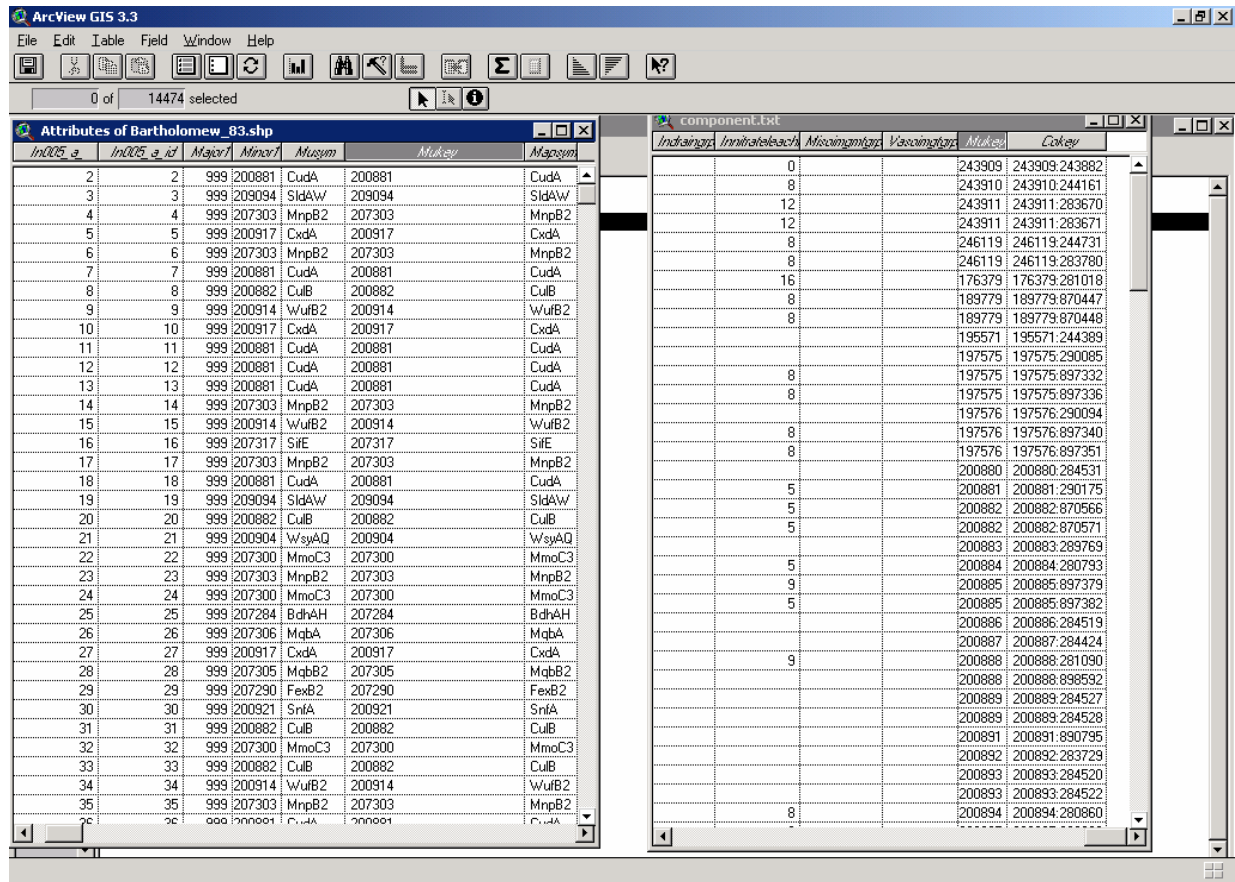 ArcView GIS 3.3
File Edit Table Field Window Help
0 of 14474 selected
Attributes of Bartholomew_83.shp
In005_a_ In005_a_id Major1 Minor1 Musym Mukey Mapsym
2 2 999 200881 CudA 200881 CudA
3 3 999 209094 SldAW 209094 SldAW
4 4 999 207303 MnpB2 207303 MnpB2
5 5 999 200917 CxdA 200917 CxdA
6 6 999 207303 MnpB2 207303 MnpB2
7 7 999 200881 CudA 200881 CudA
8 8 999 200882 CulB 200882 CulB
9 9 999 200914 WufB2 200914 WufB2
10 10 999 200917 CxdA 200917 CxdA
11 11 999 200881 CudA 200881 CudA
12 12 999 200881 CudA 200881 CudA
13 13 999 200881 CudA 200881 CudA
14 14 999 207303 MnpB2 207303 MnpB2
15 15 999 200914 WufB2 200914 WufB2
16 16 999 207317 SifE 207317 SifE
17 17 999 207303 MnpB2 207303 MnpB2
18 18 999 200881 CudA 200881 CudA
19 19 999 209094 SldAW 209094 SldAW
20 20 999 200882 CulB 200882 CulB
21 21 999 200904 WsyAQ 200904 WsyAQ
22 22 999 207300 MmoC3 207300 MmoC3
23 23 999 207303 MnpB2 207303 MnpB2
24 24 999 207300 MmoC3 207300 MmoC3
25 25 999 207284 BdhAH 207284 BdhAH
26 26 999 207306 MqbA 207306 MqbA
27 27 999 200917 CxdA 200917 CxdA
28 28 999 207305 MqbB2 207305 MqbB2
29 29 999 207290 FexB2 207290 FexB2
30 30 999 200921 SnfA 200921 SnfA
31 31 999 200882 CulB 200882 CulB
32 32 999 207300 MmoC3 207300 MmoC3
33 33 999 200882 CulB 200882 CulB
34 34 999 200914 WufB2 200914 WufB2
35 35 999 207303 MnpB2 207303 MnpB2
component.txt
Indraingrp Innitrateleach Misoimgmtgrp Vasoimgtgrp Mukey Cokey
0 243909 243909:243882
8 243910 243910:244161
12 243911 243911:283670
12 243911 243911:283671
8 246119 246119:244731
8 246119 246119:283780
16 176379 176379:281018
8 189779 189779:870447
8 189779 189779:870448
195571 195571:244389
197575 197575:290085
8 197575 197575:897332
8 197575 197575:897336
197576 197576:290094
8 197576 197576:897340
8 197576 197576:897351
200880 200880:284531
5 200881 200881:290175
5 200882 200882:870566
5 200882 200882:870571
200883 200883:289769
5 200884 200884:280793
9 200885 200885:897379
5 200885 200885:897382
200886 200886:284519
200887 200887:284424
9 200888 200888:281090
200888 200888:898592
200889 200889:284527
200889 200889:284528
200891 200891:890795
200892 200892:283729
200893 200893:284520
200893 200893:284522
8 200894 200894:280860